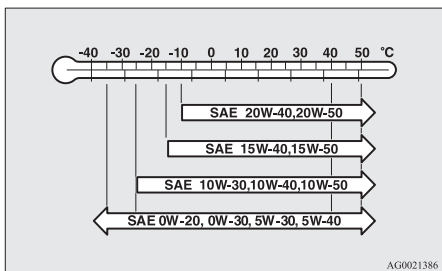 -40 -30 -20 -10 0 10 20 30 40 50 °C
SAE 20W-40,20W-50
SAE 15W-40,15W-50
SAE 10W-30,10W-40,10W-50
SAE 0W-20, 0W-30, 5W-30, 5W-40
AG0021386